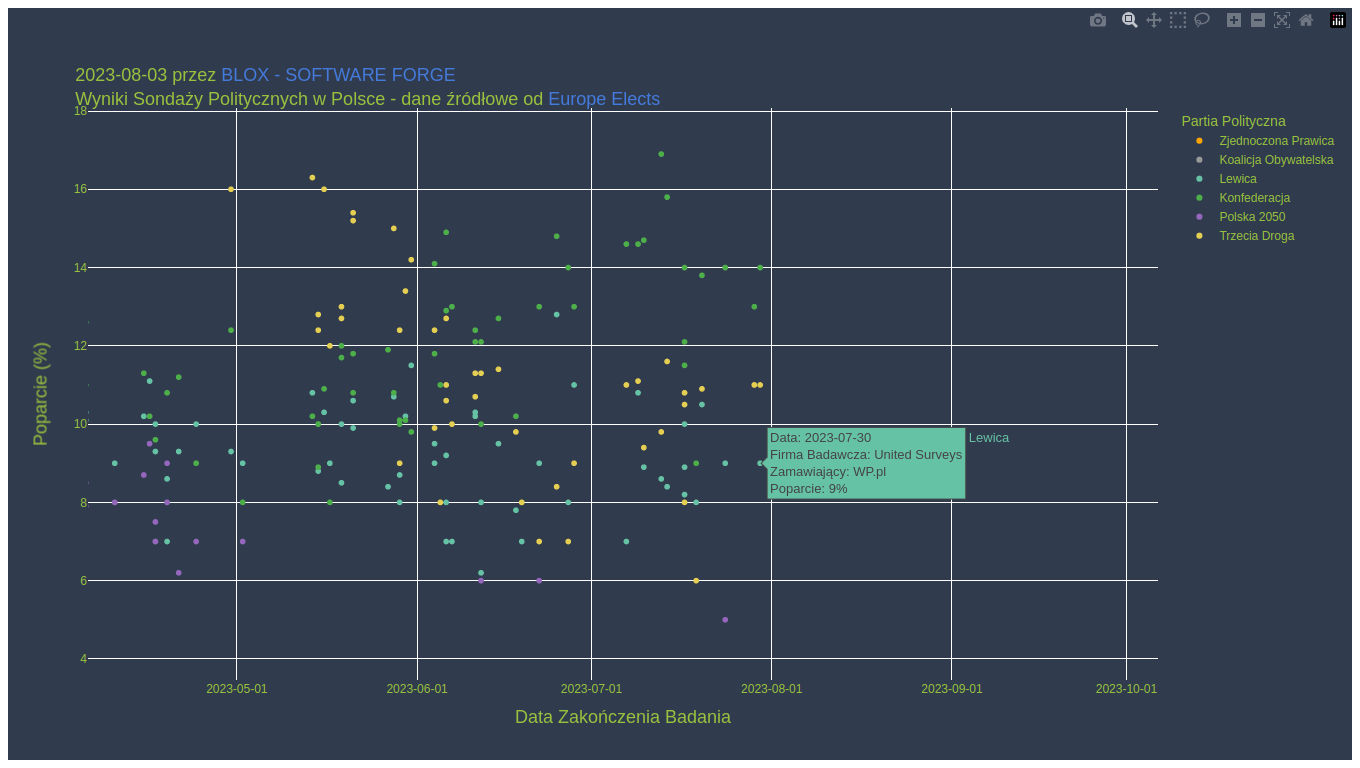 2023-08-03 przez BLOX - SOFTWARE FORGE
Wyniki Sondaży Politycznych w Polsce - dane źródłowe od Europe Elects
18
16
14
12
10
8
6
4
Poparcie (%)
Partia Polityczna
Zjednoczona Prawica
Koalicja Obywatelska
Lewica
Konfederacja
Polska 2050
Trzecia Droga
Data: 2023-07-30
Firma Badawcza: United Surveys
Zamawiający: WP.pl
Poparcie: 9%
Lewica
2023-05-01
2023-06-01
2023-07-01
2023-08-01
2023-09-01
2023-10-01
Data Zakończenia Badania